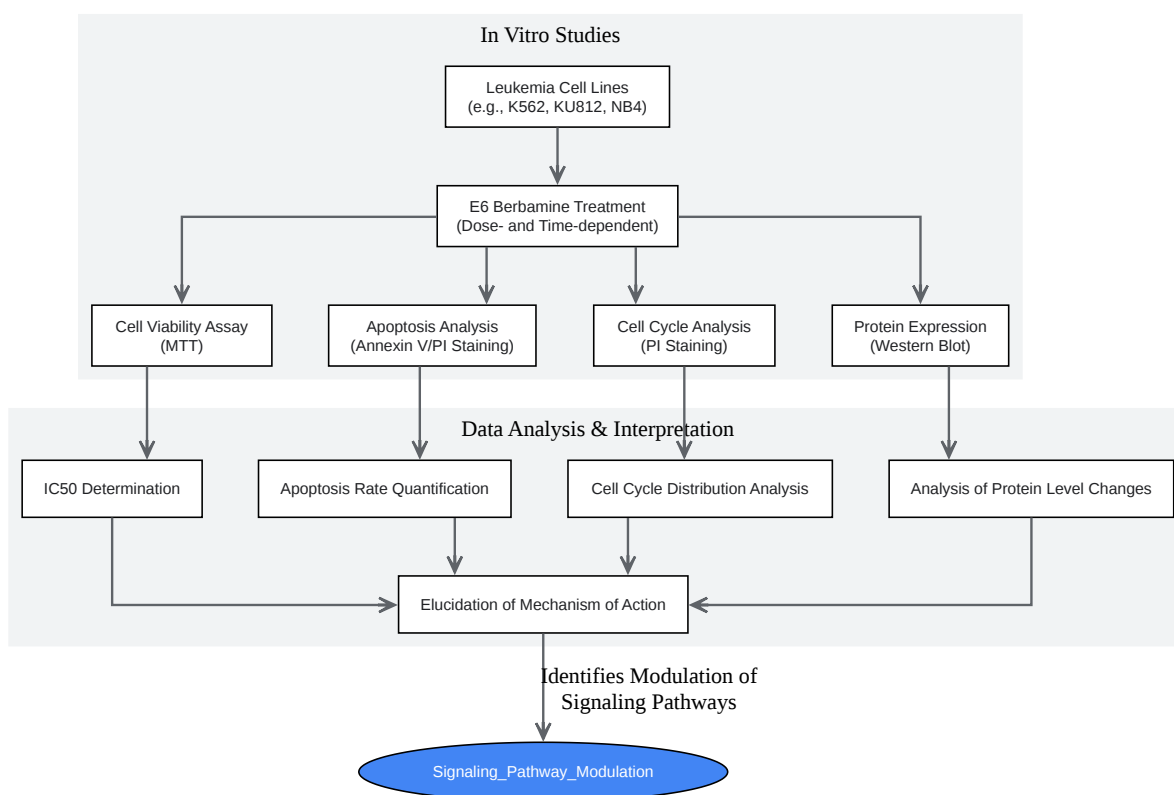 In Vitro Studies
Leukemia Cell Lines
(e.g., K562, KU812, NB4)
E6 Berbamine Treatment
(Dose- and Time-dependent)
Cell Viability Assay
(MTT)
Apoptosis Analysis
(Annexin V/PI Staining)
Cell Cycle Analysis
(PI Staining)
Protein Expression
(Western Blot)
Data Analysis & Interpretation
IC50 Determination
Apoptosis Rate Quantification
Cell Cycle Distribution Analysis
Analysis of Protein Level Changes
Elucidation of Mechanism of Action
Identifies Modulation of
Signaling Pathways
Signaling_Pathway_Modulation